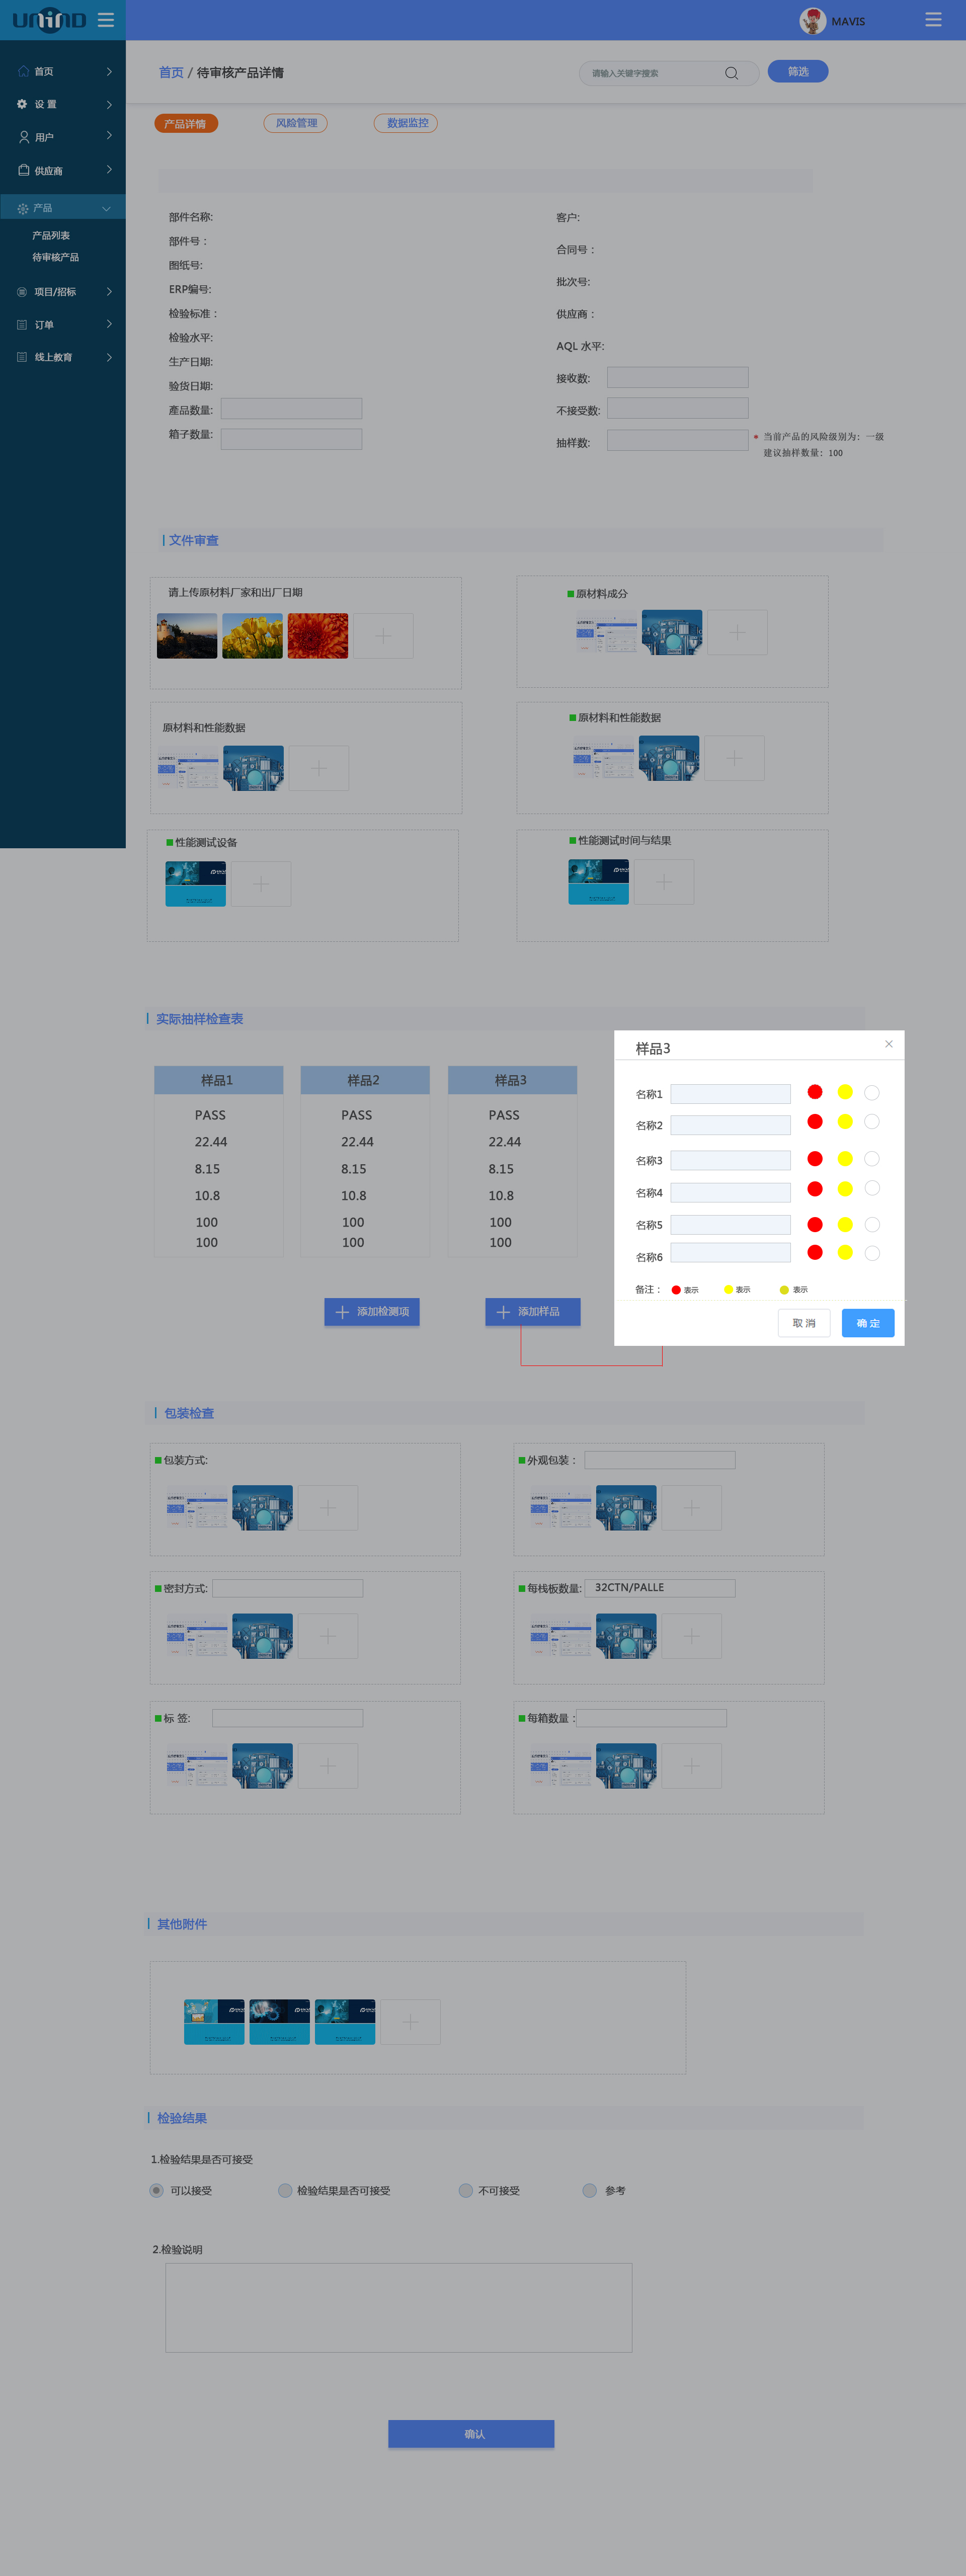 UNIIND
MAVIS
首页 / 待审核产品详情
请输入关键字搜索
筛选
首页
设 置
用户
供应商
产品
产品列表
待审核产品
项目/招标
订单
线上教育
产品详情
风险管理
数据监控
部件名称:
部件号：
图纸号:
ERP编号:
检验标准：
检验水平:
生产日期:
验货日期:
產品数量:
箱子数量:
客户:
合同号：
批次号:
供应商：
AQL 水平:
接收数:
不接受数:
抽样数:
* 当前产品的风险级别为：一级
建议抽样数量：100
文件审查
请上传原材料厂家和出厂日期
原材料成分
原材料和性能数据
原材料和性能数据
性能测试设备
性能测试时间与结果
实际抽样检查表
样品1 样品2 样品3
PASS PASS PASS
22.44 22.44 22.44
8.15 8.15 8.15
10.8 10.8 10.8
100 100 100
100 100 100
添加检测项
添加样品
样品3
名称1
名称2
名称3
名称4
名称5
名称6
备注： 表示 表示 表示
取 消
确 定
包装检查
包装方式:
外观包装：
密封方式:
每栈板数量: 32CTN/PALLE
标 签:
每箱数量：
其他附件
检验结果
1.检验结果是否可接受
可以接受 检验结果是否可接受 不可接受 参考
2.检验说明
确认